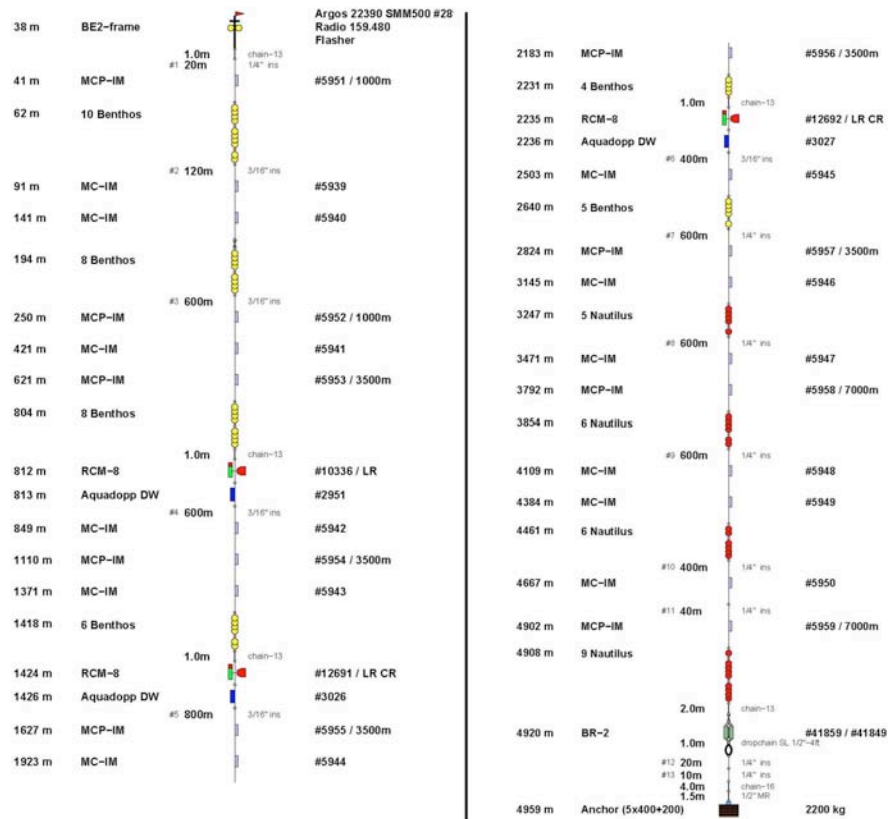 Argos 22390 SMM500 #28
38 m BE2-frame Radio 159.480
Flasher
1.0m chain-13
#1 20m 1/4" ins
41 m MCP-IM #5951 / 1000m
62 m 10 Benthos
#2 120m 3/16" ins
91 m MC-IM #5939
141 m MC-IM #5940
194 m 8 Benthos
#3 600m 3/16" ins
250 m MCP-IM #5952 / 1000m
421 m MC-IM #5941
621 m MCP-IM #5953 / 3500m
804 m 8 Benthos
1.0m chain-13
812 m RCM-8 #10336 / LR
813 m Aquadopp DW #2951
#4 600m 3/16" ins
849 m MC-IM #5942
1110 m MCP-IM #5954 / 3500m
1371 m MC-IM #5943
1418 m 6 Benthos
1.0m chain-13
1424 m RCM-8 #12691 / LR CR
1426 m Aquadopp DW #3026
#5 800m 3/16" ins
1627 m MCP-IM #5955 / 3500m
1923 m MC-IM #5944
2183 m MCP-IM #5956 / 3500m
2231 m 4 Benthos
1.0m chain-13
2235 m RCM-8 #12692 / LR CR
2236 m Aquadopp DW #3027
#6 400m 3/16" ins
2503 m MC-IM #5945
2640 m 5 Benthos
#7 600m 1/4" ins
2824 m MCP-IM #5957 / 3500m
3145 m MC-IM #5946
3247 m 5 Nautilus
#8 600m 1/4" ins
3471 m MC-IM #5947
3792 m MCP-IM #5958 / 7000m
3854 m 6 Nautilus
#9 600m 1/4" ins
4109 m MC-IM #5948
4384 m MC-IM #5949
4461 m 6 Nautilus
#10 400m 1/4" ins
4667 m MC-IM #5950
#11 40m 1/4" ins
4902 m MCP-IM #5959 / 7000m
4908 m 9 Nautilus
2.0m chain-13
4920 m BR-2 #41859 / #41849
1.0m dropchain SL 1/2"-4ft
#12 20m 1/4" ins
#13 10m 1/4" ins
4.0m chain-16
1.5m 1/2" MR
4959 m Anchor (5x400+200) 2200 kg